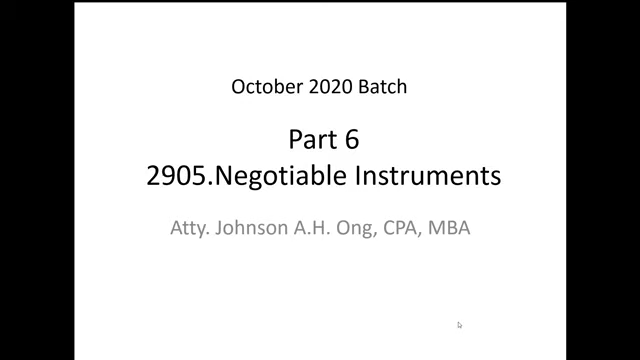 October 2020 Batch
Part 6
2905.Negotiable Instruments
Atty. Johnson A.H. Ong, CPA, MBA